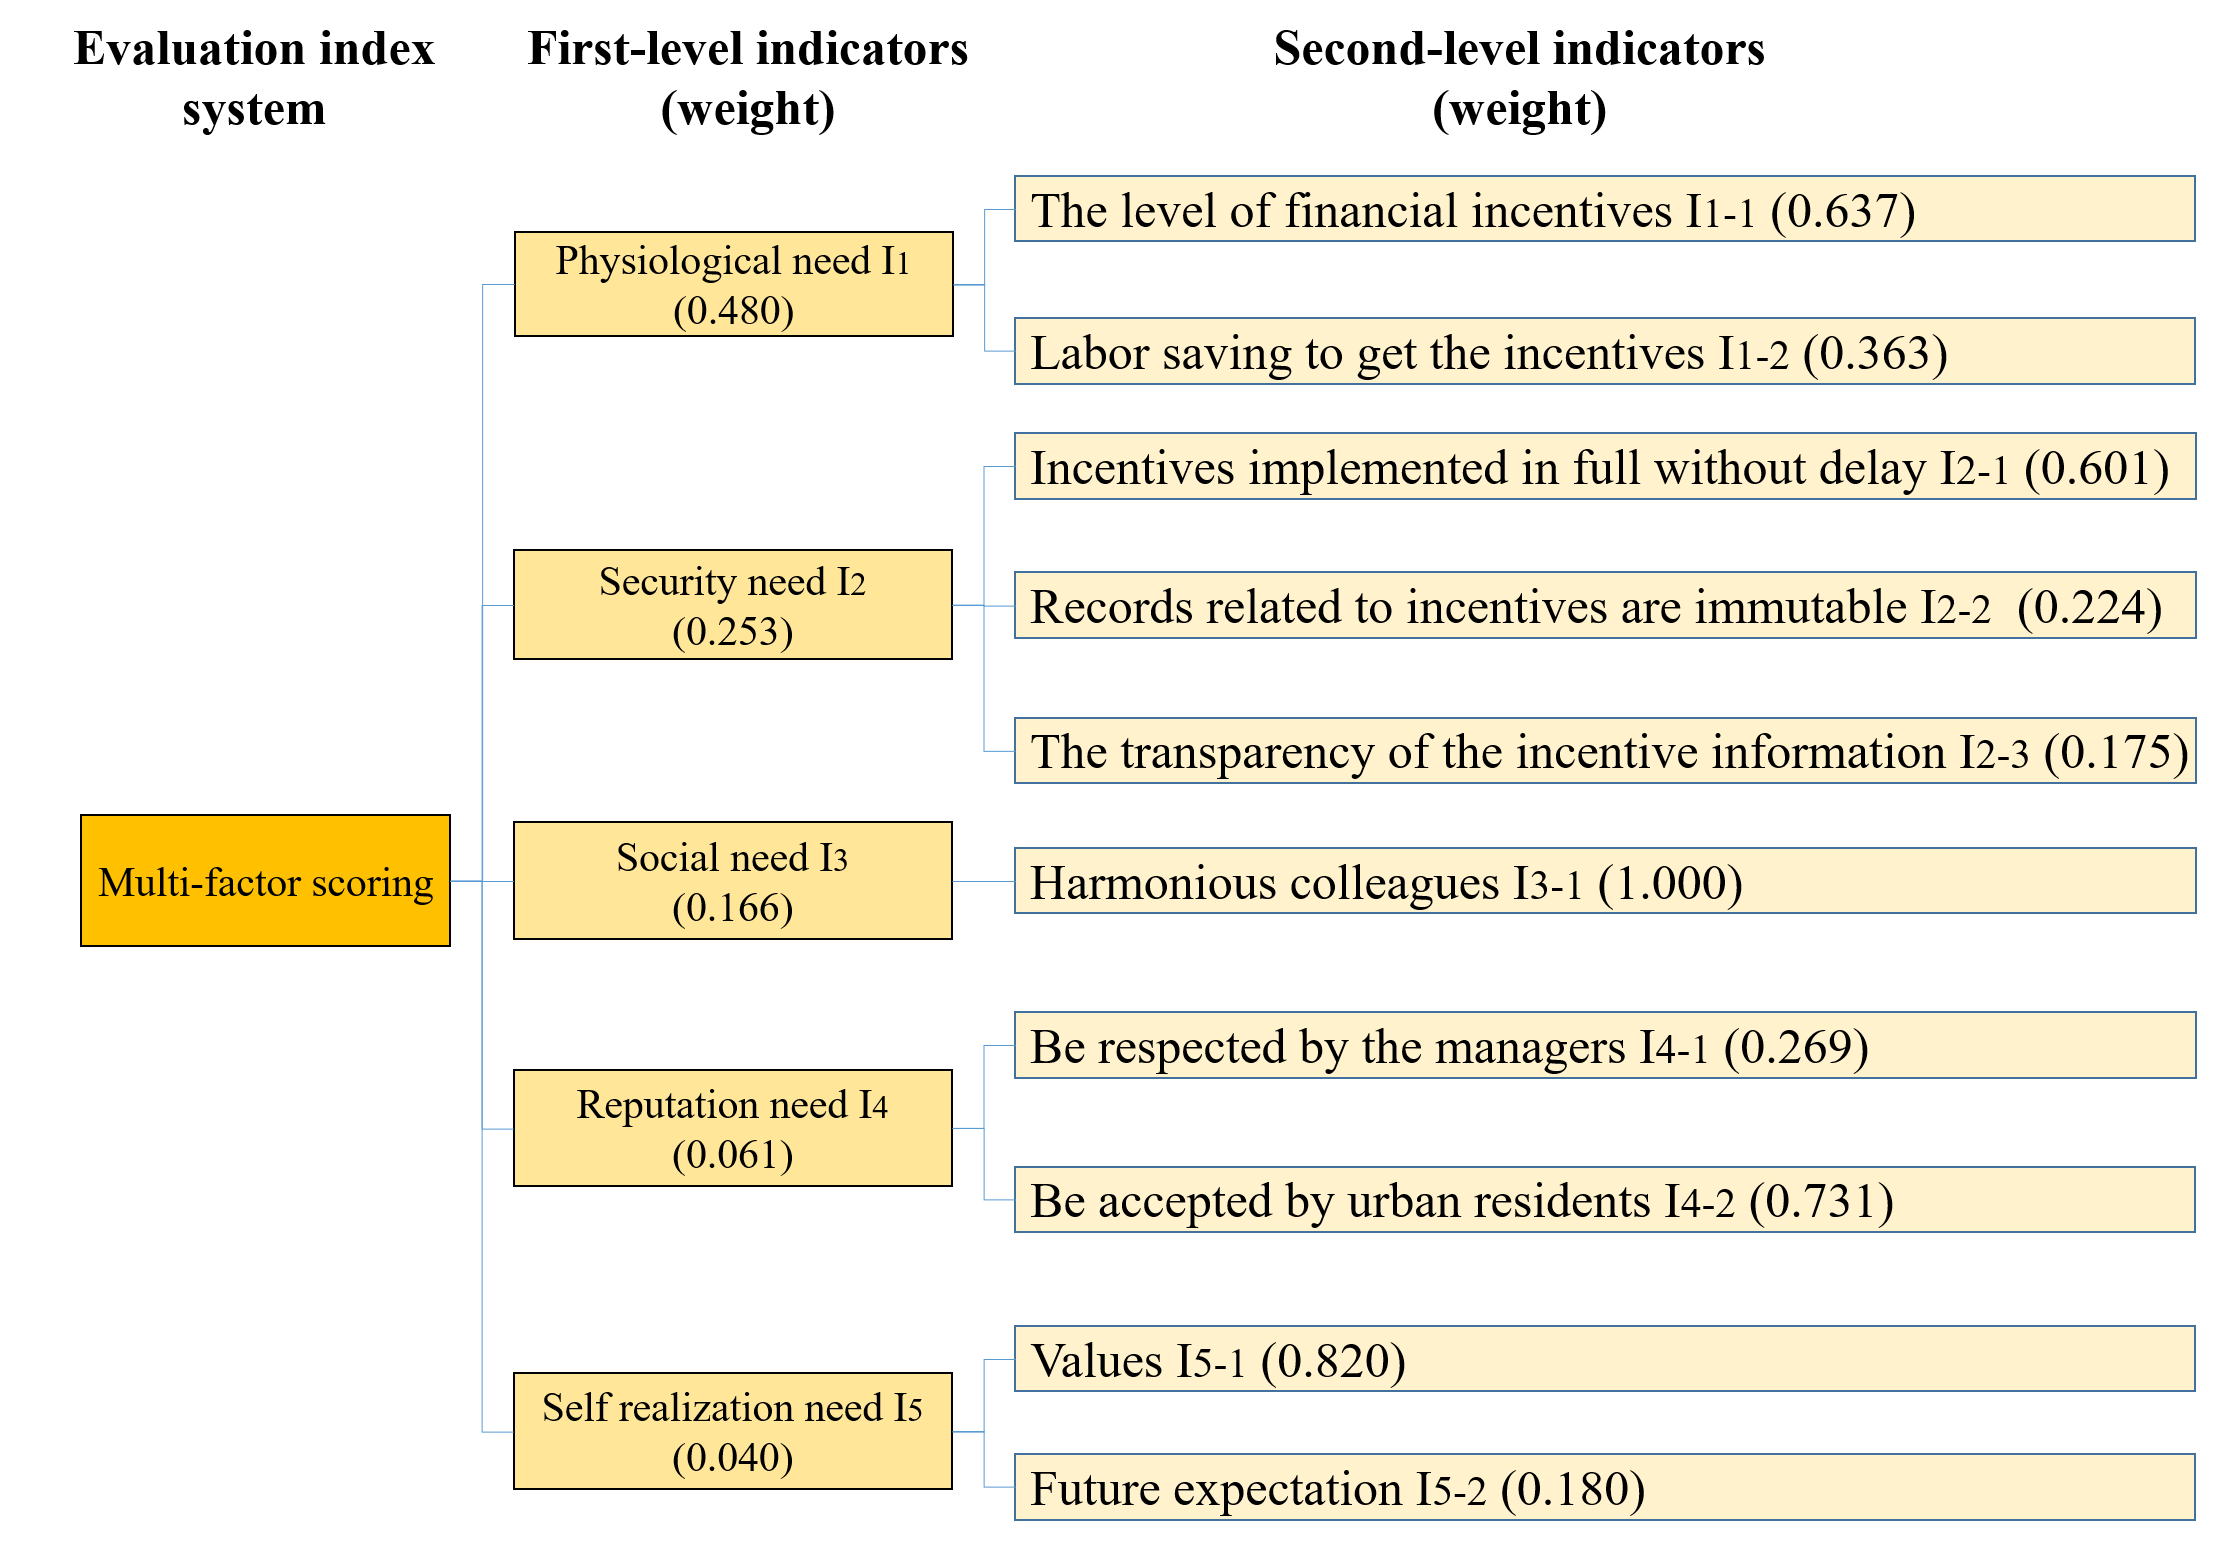 Evaluation index
system
First-level indicators
(weight)
Second-level indicators
(weight)
Multi-factor scoring
Physiological need I1
(0.480)
The level of financial incentives I1-1 (0.637)
Labor saving to get the incentives I1-2 (0.363)
Security need I2
(0.253)
Incentives implemented in full without delay I2-1 (0.601)
Records related to incentives are immutable I2-2 (0.224)
The transparency of the incentive information I2-3 (0.175)
Social need I3
(0.166)
Harmonious colleagues I3-1 (1.000)
Reputation need I4
(0.061)
Be respected by the managers I4-1 (0.269)
Be accepted by urban residents I4-2 (0.731)
Self realization need I5
(0.040)
Values I5-1 (0.820)
Future expectation I5-2 (0.180)